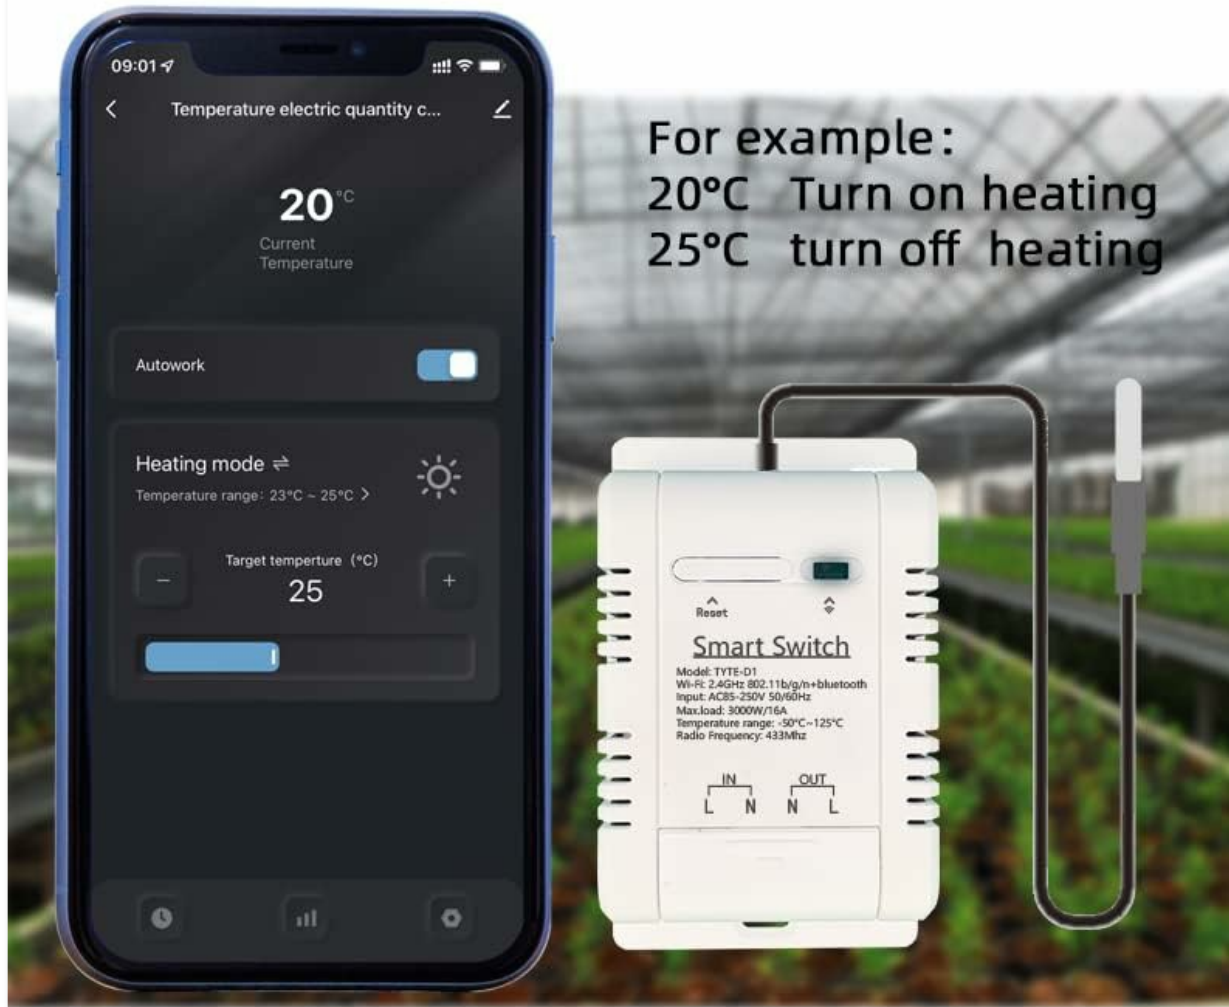 09:01
Temperature electric quantity c...
20°C
Current
Temperature
Autowork
Heating mode ⇌
Temperature range: 23°C ~ 25°C >
Target temperture (°C)
− 25 +
For example:
20°C Turn on heating
25°C turn off heating
Reset
Smart Switch
Model: TYTE-D1
Wi-Fi: 2.4GHz 802.11b/g/n+bluetooth
Input: AC85-250V 50/60Hz
Max.load: 3000W/16A
Temperature range: -50°C~125°C
Radio Frequency: 433Mhz
IN OUT
L N N L